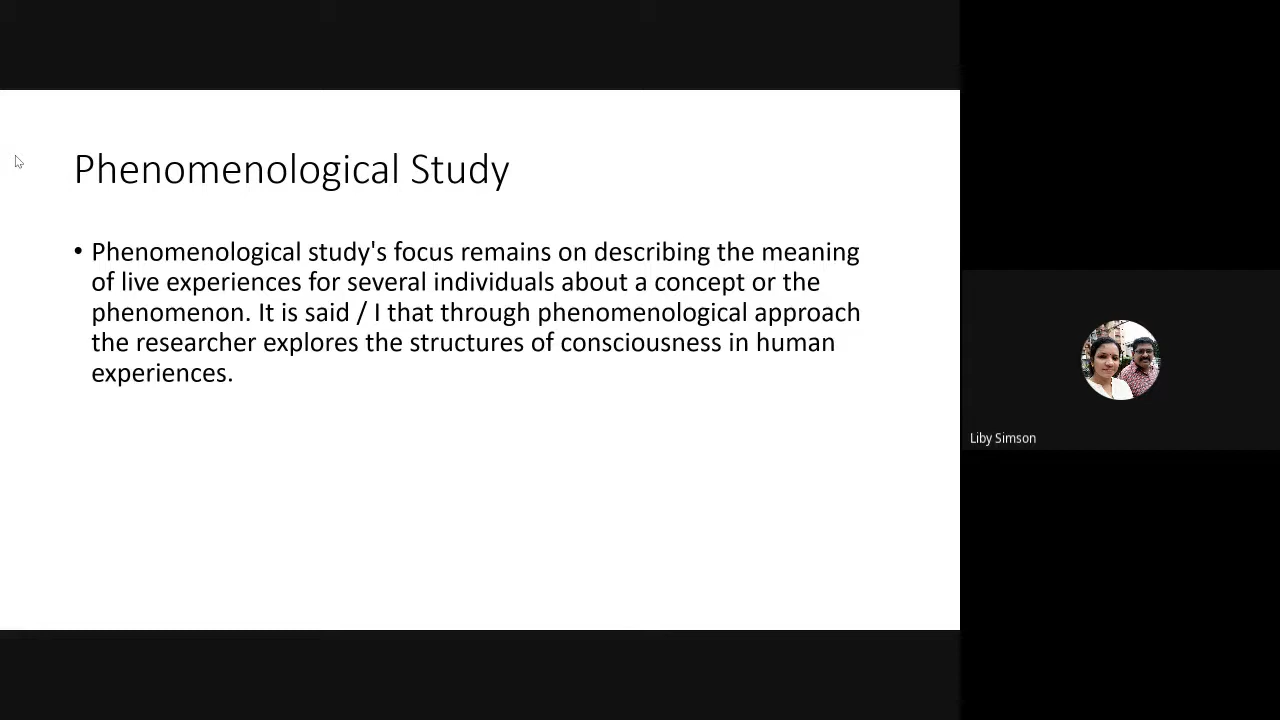 Phenomenological Study
• Phenomenological study's focus remains on describing the meaning
of live experiences for several individuals about a concept or the
phenomenon. It is said / I that through phenomenological approach
the researcher explores the structures of consciousness in human
experiences.
Liby Simson